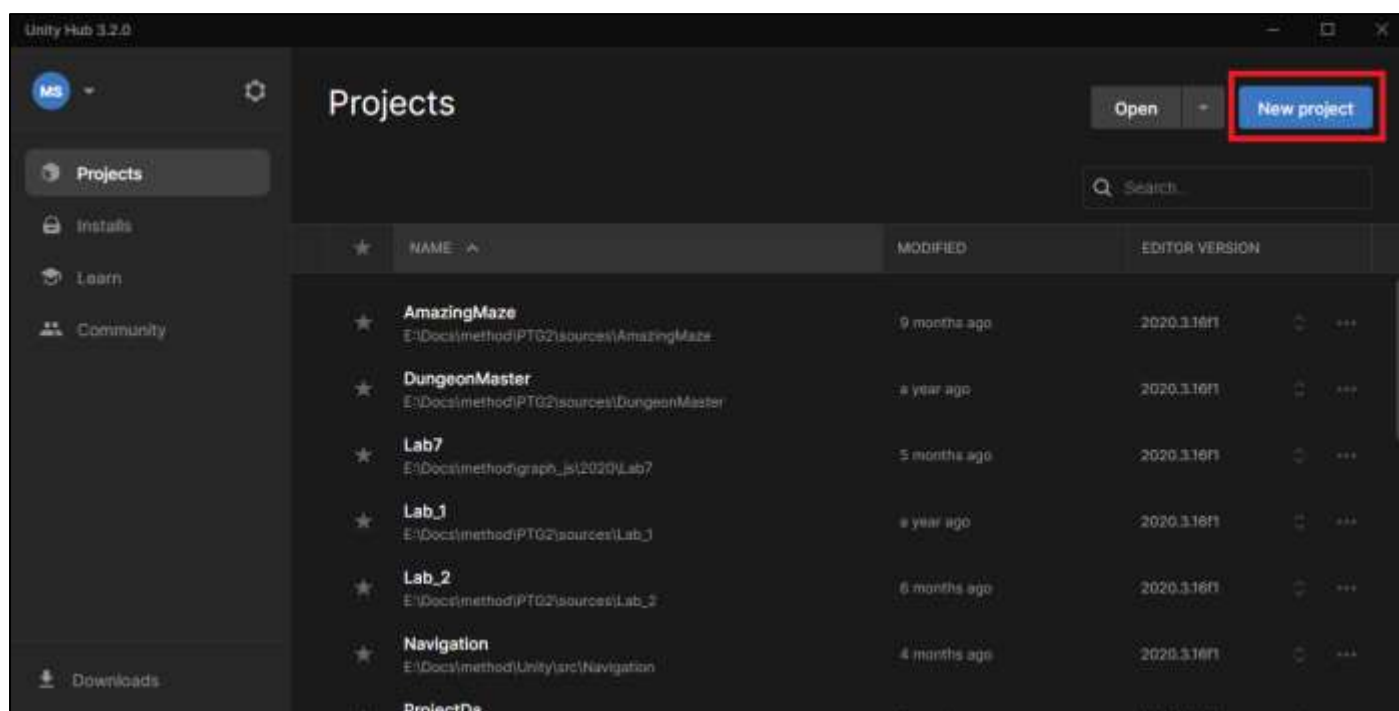 Unity Hub 3.2.0
MS
Projects
Open
New project
Projects
Search...
Installs
NAME
MODIFIED
EDITOR VERSION
Learn
Community
AmazingMaze
9 months ago
2020.3.16f1
E:\Docs\method\PTG2\sources\AmazingMaze
DungeonMaster
a year ago
2020.3.16f1
E:\Docs\method\PTG2\sources\DungeonMaster
Lab7
5 months ago
2020.3.16f1
E:\Docs\method\graph_js\2020\Lab7
Lab_1
a year ago
2020.3.16f1
E:\Docs\method\PTG2\sources\Lab_1
Lab_2
6 months ago
2020.3.16f1
E:\Docs\method\PTG2\sources\Lab_2
Navigation
4 months ago
2020.3.16f1
E:\Docs\method\Unity\src\Navigation
Downloads
ProjectDa